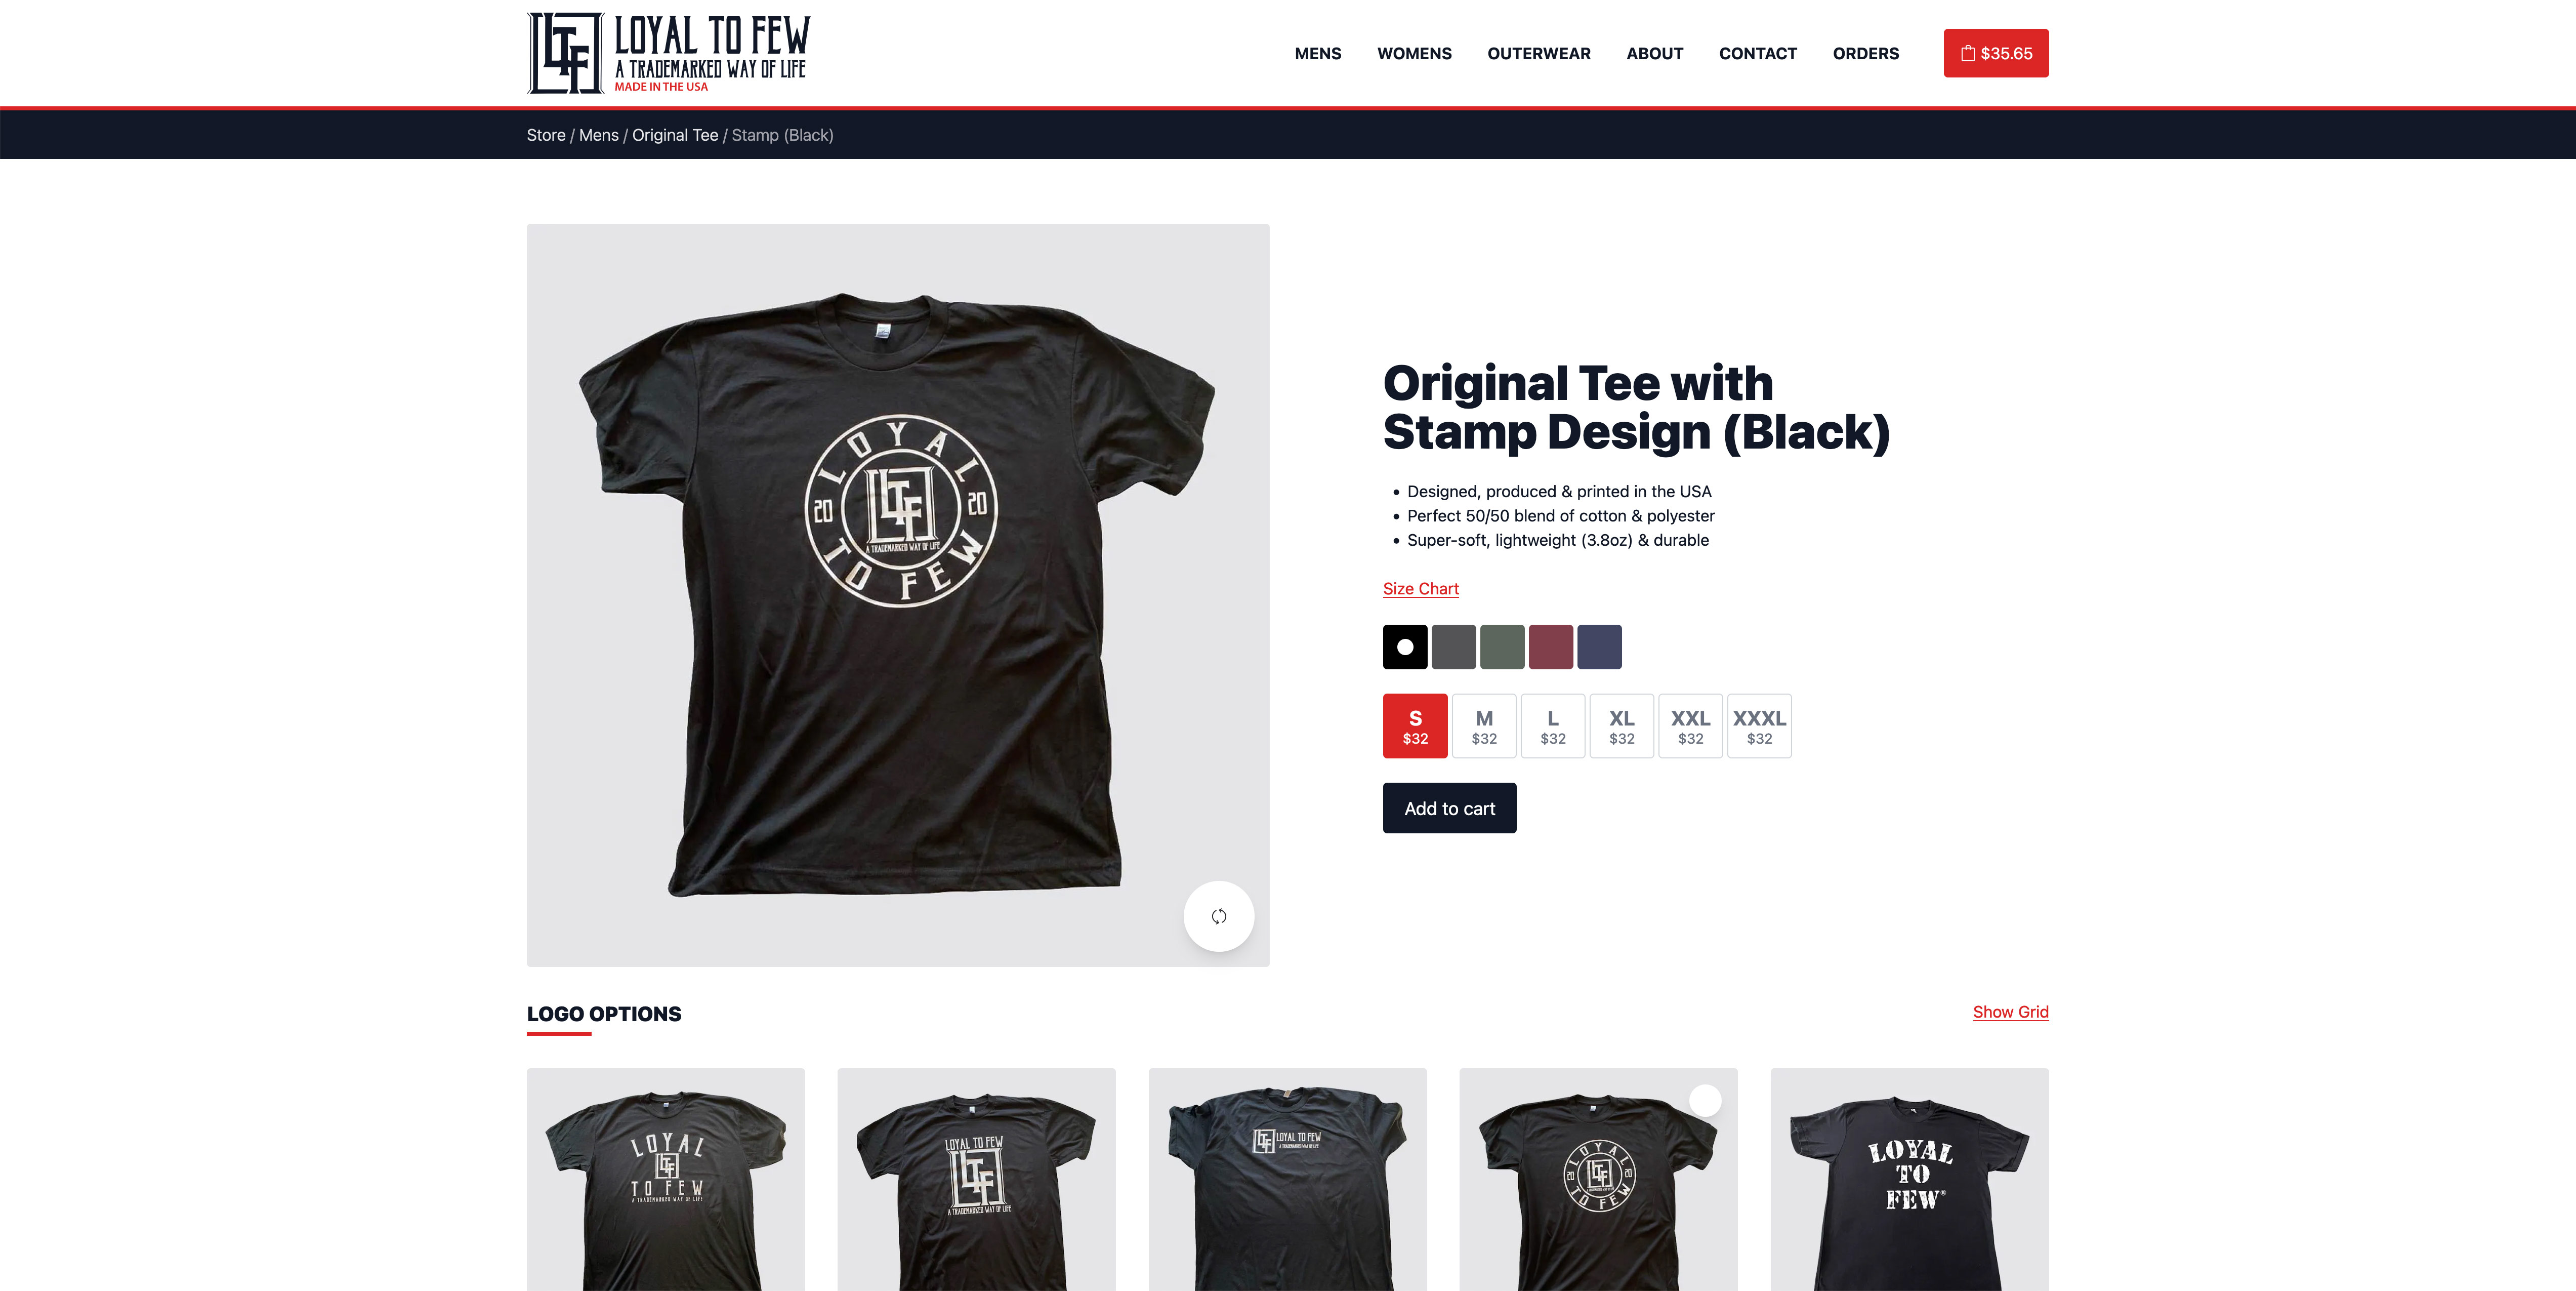 LTF
LOYAL TO FEW
A TRADEMARKED WAY OF LIFE
MADE IN THE USA
MENS
WOMENS
OUTERWEAR
ABOUT
CONTACT
ORDERS
$35.65
Store / Mens / Original Tee / Stamp (Black)
LOYAL
20
20
LTF
A TRADEMARKED WAY OF LIFE
TO FEW
Original Tee with
Stamp Design (Black)
Designed, produced & printed in the USA
Perfect 50/50 blend of cotton & polyester
Super-soft, lightweight (3.8oz) & durable
Size Chart
S
$32
M
$32
L
$32
XL
$32
XXL
$32
XXXL
$32
Add to cart
LOGO OPTIONS
Show Grid
LOYAL
LTF
TO FEW
A TRADEMARKED WAY OF LIFE
LOYAL TO FEW
LTF
A TRADEMARKED WAY OF LIFE
LTF
LOYAL TO FEW
A TRADEMARKED WAY OF LIFE
LOYAL
20
20
LTF
A TRADEMARKED WAY OF LIFE
TO FEW
LOYAL
TO
FEW®